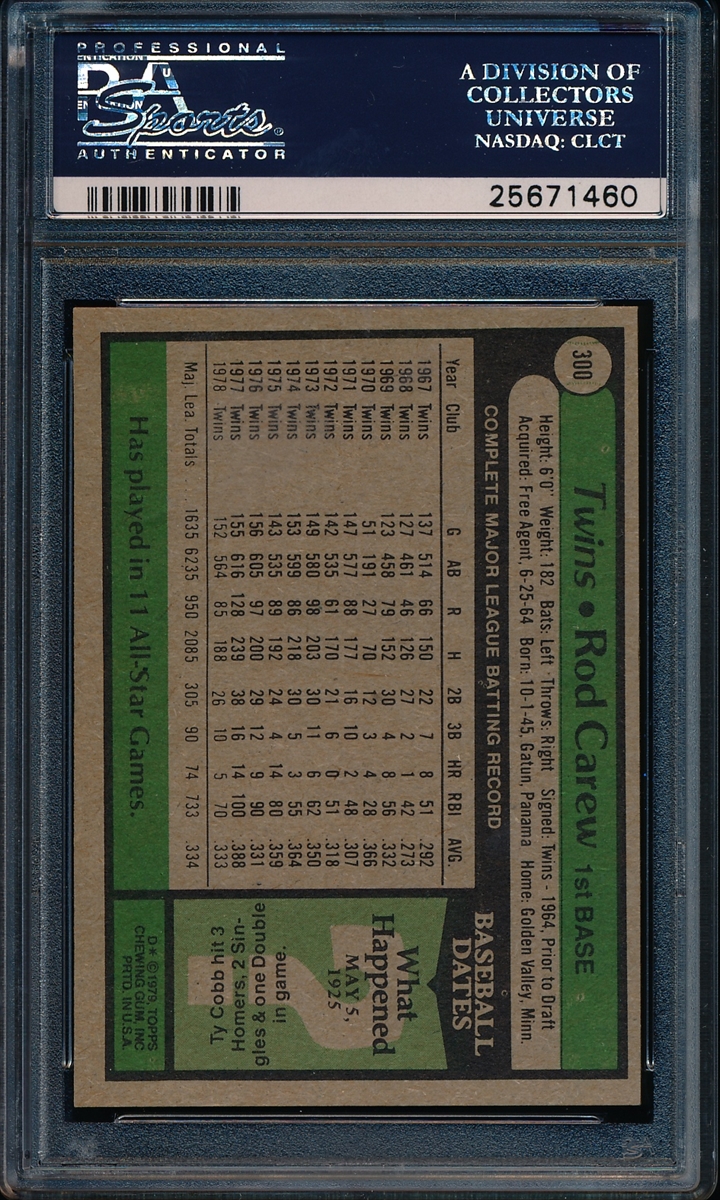 PROFESSIONAL
PSA
Sports
AUTHENTICATOR
A DIVISION OF
COLLECTORS
UNIVERSE
NASDAQ: CLCT
25671460
300
Twins • Rod Carew 1st BASE
Height: 6'0" Weight: 182 Bats: Left Throws: Right Signed: Twins - 1964, Prior to Draft
Acquired: Free Agent, 6-25-64 Born: 10-1-45, Gatun, Panama Home: Golden Valley, Minn.
COMPLETE MAJOR LEAGUE BATTING RECORD
Year Club G AB R H 2B 3B HR RBI AVG.
1967 Twins 137 514 66 150 22 7 8 51 .292
1968 Twins 127 461 46 126 27 2 1 42 .273
1969 Twins 123 458 79 152 30 4 8 56 .332
1970 Twins 51 191 27 70 12 3 4 28 .366
1971 Twins 147 577 88 177 16 10 2 48 .307
1972 Twins 142 535 61 170 21 6 0 51 .318
1973 Twins 149 580 98 203 30 11 6 62 .350
1974 Twins 153 599 86 218 30 5 3 55 .364
1975 Twins 143 535 89 192 24 4 14 80 .359
1976 Twins 156 605 97 200 29 12 9 90 .331
1977 Twins 155 616 128 239 38 16 14 100 .388
1978 Twins 152 564 85 188 26 10 5 70 .333
Maj. Lea. Totals . . 1635 6235 950 2085 305 90 74 733 .334
Has played in 11 All-Star Games.
BASEBALL
DATES
What
Happened
MAY 5,
1925
Ty Cobb hit 3
Homers, 2 Sin-
gles & one Double
in game.
D* © 1979, TOPPS
CHEWING GUM, INC
PRTD. IN U.S.A.